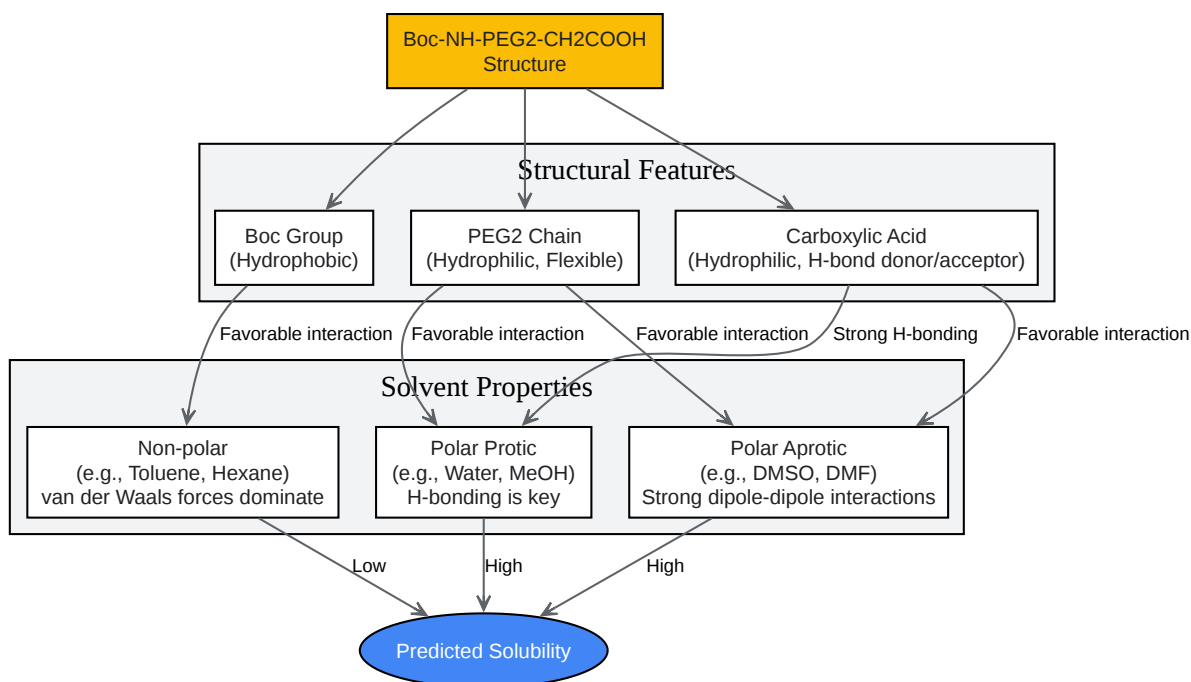 Boc-NH-PEG2-CH2COOH
Structure
Structural Features
Boc Group
(Hydrophobic)
PEG2 Chain
(Hydrophilic, Flexible)
Carboxylic Acid
(Hydrophilic, H-bond donor/acceptor)
Favorable interaction
Favorable interaction
Favorable interaction
Strong H-bonding
Favorable interaction
Solvent Properties
Non-polar
(e.g., Toluene, Hexane)
van der Waals forces dominate
Polar Protic
(e.g., Water, MeOH)
H-bonding is key
Polar Aprotic
(e.g., DMSO, DMF)
Strong dipole-dipole interactions
Low
High
High
Predicted Solubility